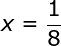 x = 1/8